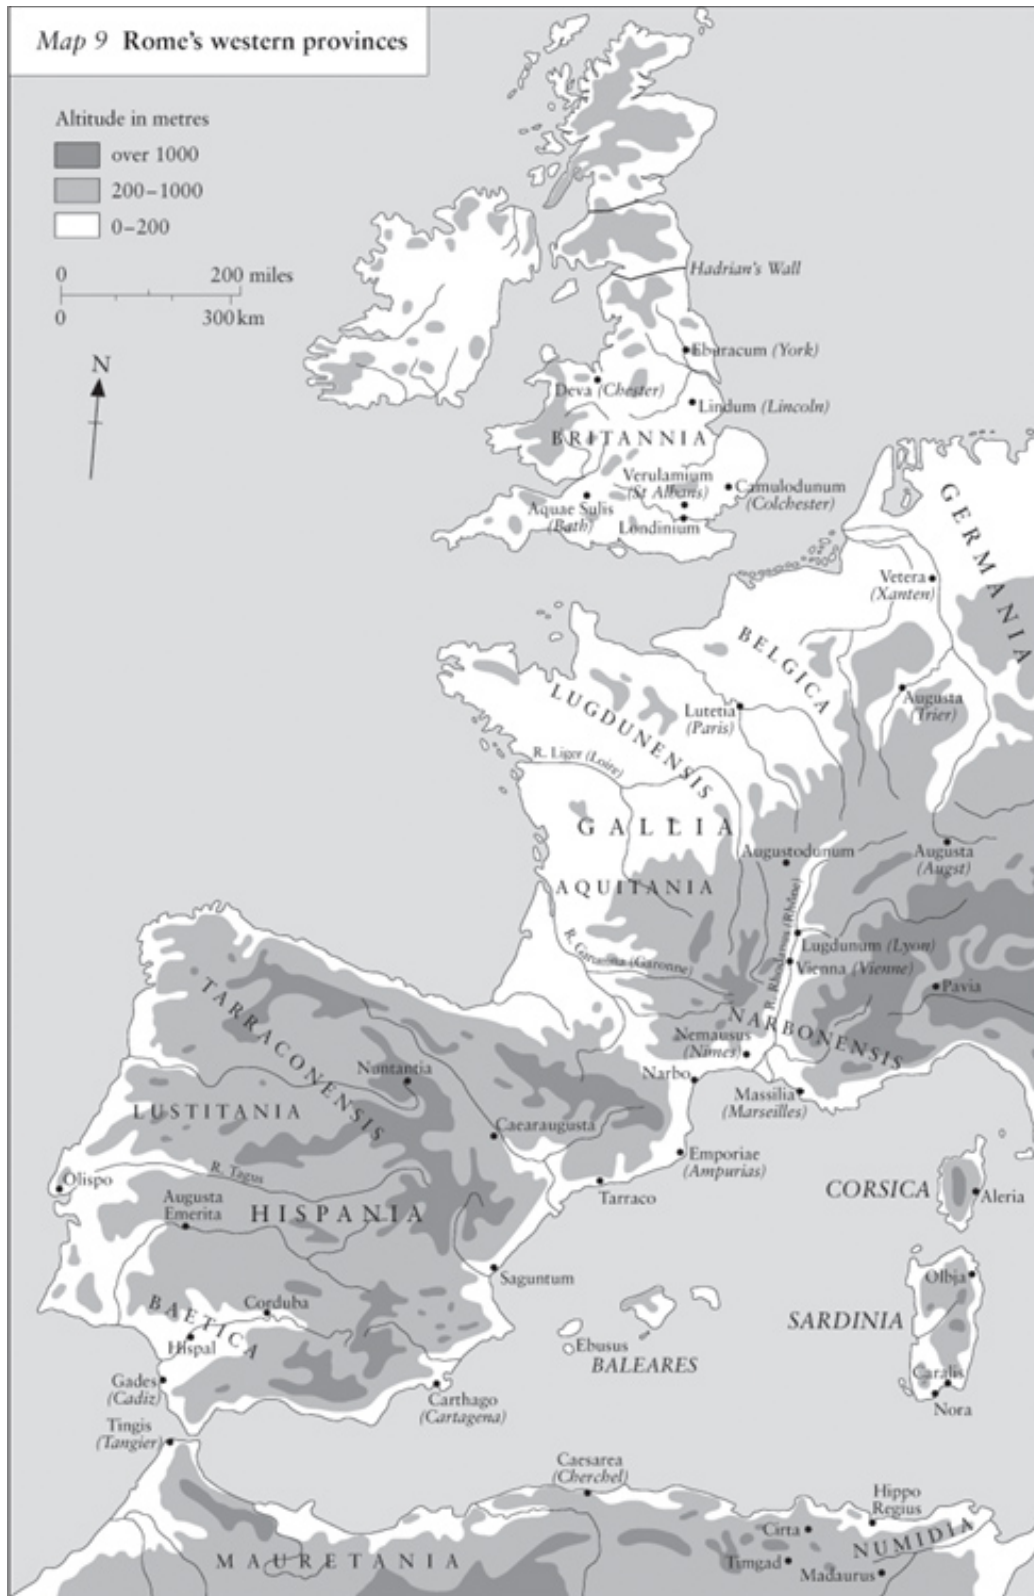 Map 9 Rome's western provinces
Altitude in metres
over 1000
200–1000
0–200
0 200 miles
0 300 km
N
Hadrian's Wall
Eburacum (York)
Deva (Chester)
Lindum (Lincoln)
BRITANNIA
Verulamium
(St Albans)
Camulodunum
(Colchester)
Aquae Sulis
(Bath)
Londinium
GERMANIA
Vetera
(Xanten)
BELGICA
LUGDUNENSIS
Lutetia
(Paris)
Augusta
(Trier)
R. Liger (Loire)
GALLIA
Augustodunum
Augusta
(Augst)
AQUITANIA
R. Rhodanus (Rhône)
R. Garumna (Garonne)
Lugdunum (Lyon)
Vienna (Vienne)
Pavia
TARRACONENSIS
NARBONENSIS
Nemausus
(Nîmes)
Nuntantia
Narbo
Massilia
(Marseilles)
LUSTITANIA
Caearaugusta
Emporiae
(Ampurias)
R. Tagus
Olispo
Tarraco
CORSICA
Aleria
Augusta
Emerita
HISPANIA
Saguntum
Olbja
BAETICA
Corduba
SARDINIA
Hispal
Ebusus
BALEARES
Caralis
Nora
Gades
(Cadiz)
Carthago
(Cartagena)
Tingis
(Tangier)
Caesarea
(Cherchel)
Hippo
Regius
Cirta
NUMIDIA
MAURETANIA
Timgad
Madaurus